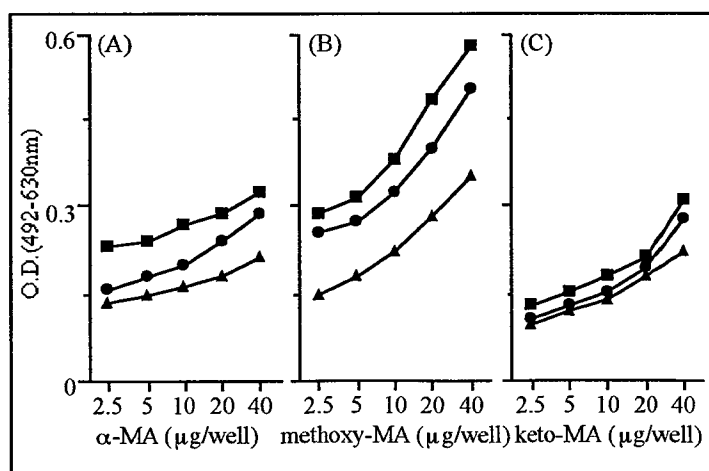 0.6
(A)
(B)
(C)
O.D.(492-630nm)
0.3
0
2.5 5 10 20 40
2.5 5 10 20 40
2.5 5 10 20 40
α-MA (µg/well)
methoxy-MA (µg/well)
keto-MA (µg/well)